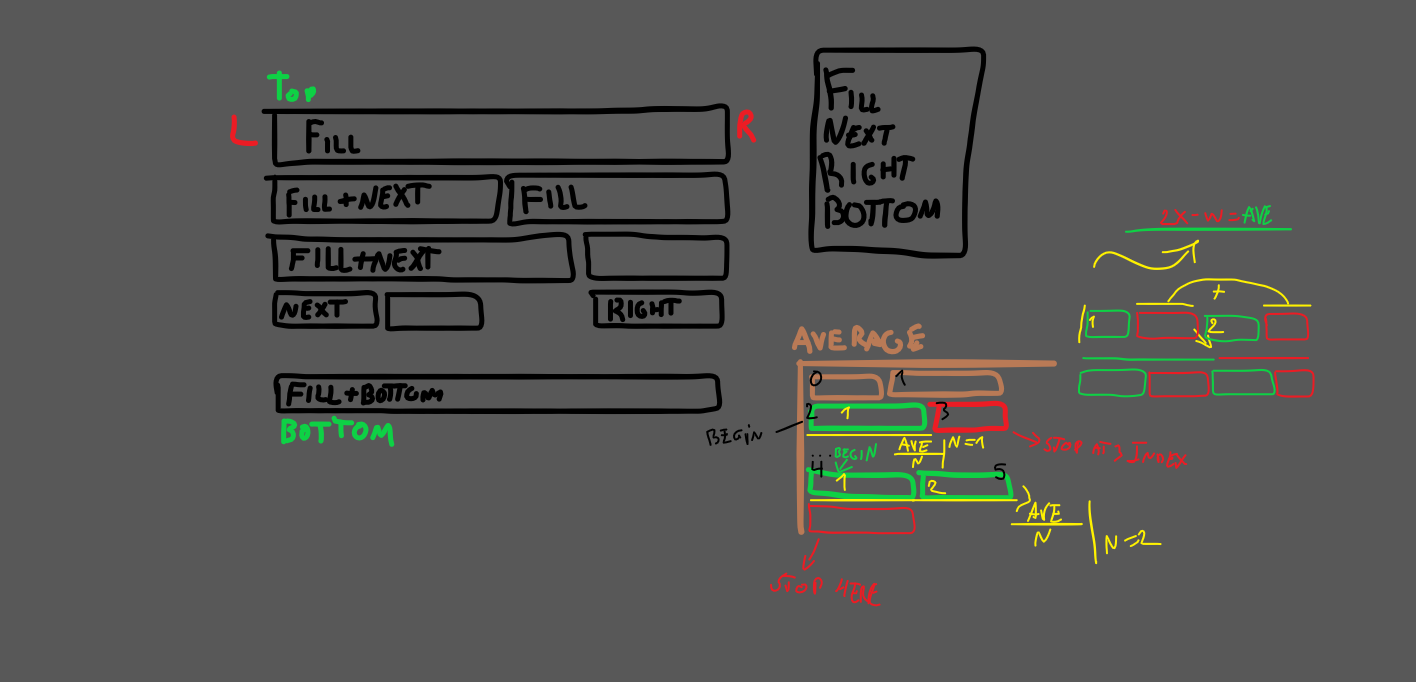 TOP
L
R
FILL
FILL+NEXT
FILL
FILL+NEXT
NEXT
RIGHT
FILL+BOTTOM
BOTTOM
FILL
NEXT
RIGHT
BOTTOM
2X-W=AVE
+
1
2
AVERAGE
0
1
2
1
3
BEGIN
AVE
N
N=1
STOP AT 3 INDEX
...BEGIN
4
1
2
5
AVE
N
N=2
STOP HERE